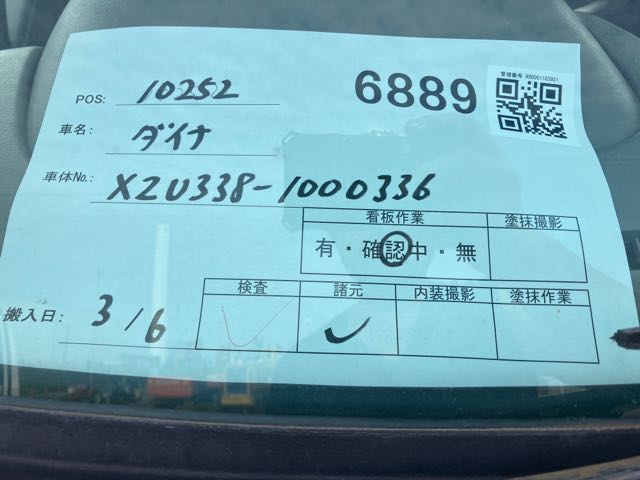 管理番号 990001103921
6889
POS: 10252
車名: ダイナ
車体No.: XZU338-1000336
看板作業 塗抹撮影
有・確認中・無
検査 諸元 内装撮影 塗抹作業
搬入日: 3/6